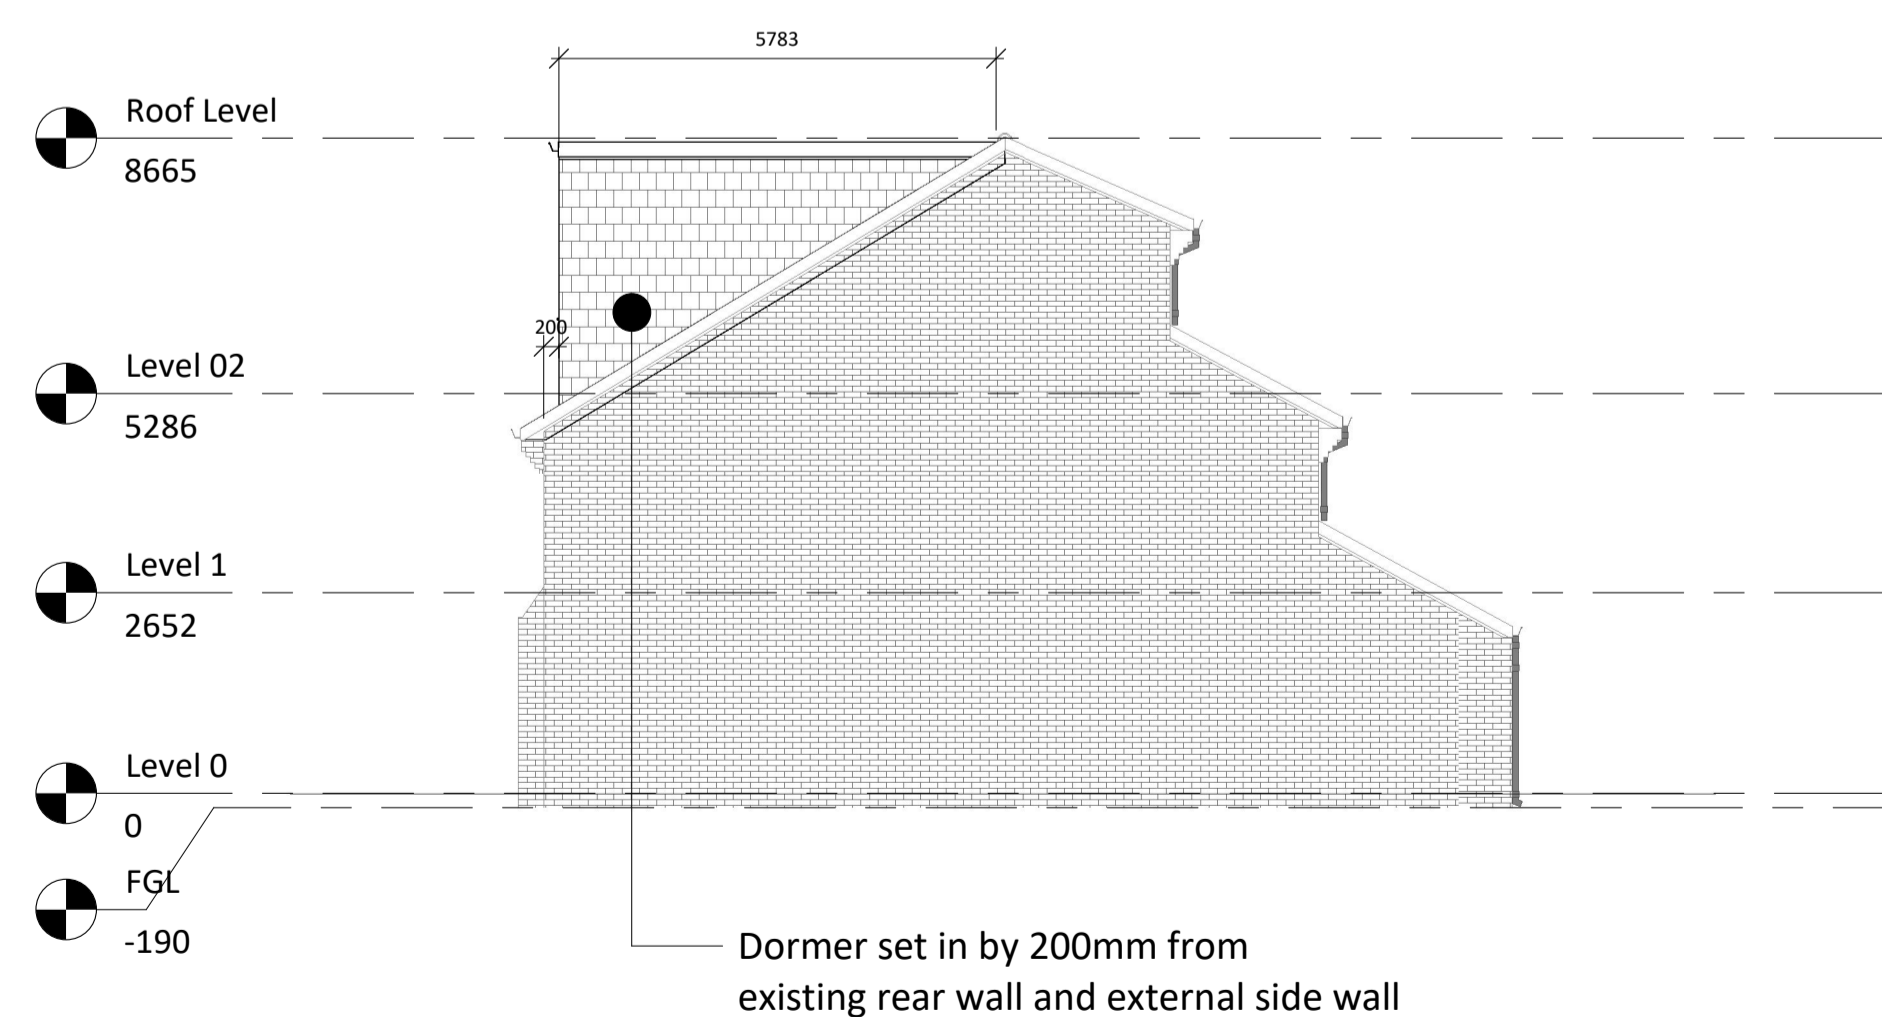 5783
Roof Level
8665
200
Level 02
5286
Level 1
2652
Level 0
0
FGL
-190
Dormer set in by 200mm from
existing rear wall and external side wall